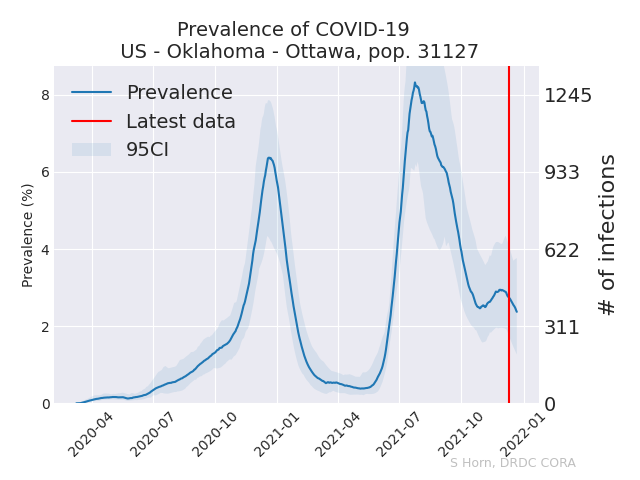 Prevalence of COVID-19
US - Oklahoma - Ottawa, pop. 31127
Prevalence
Latest data
95CI
Prevalence (%)
8
6
4
2
0
1245
933
622
311
0
# of infections
2020-04
2020-07
2020-10
2021-01
2021-04
2021-07
2021-10
2022-01
S Horn, DRDC CORA